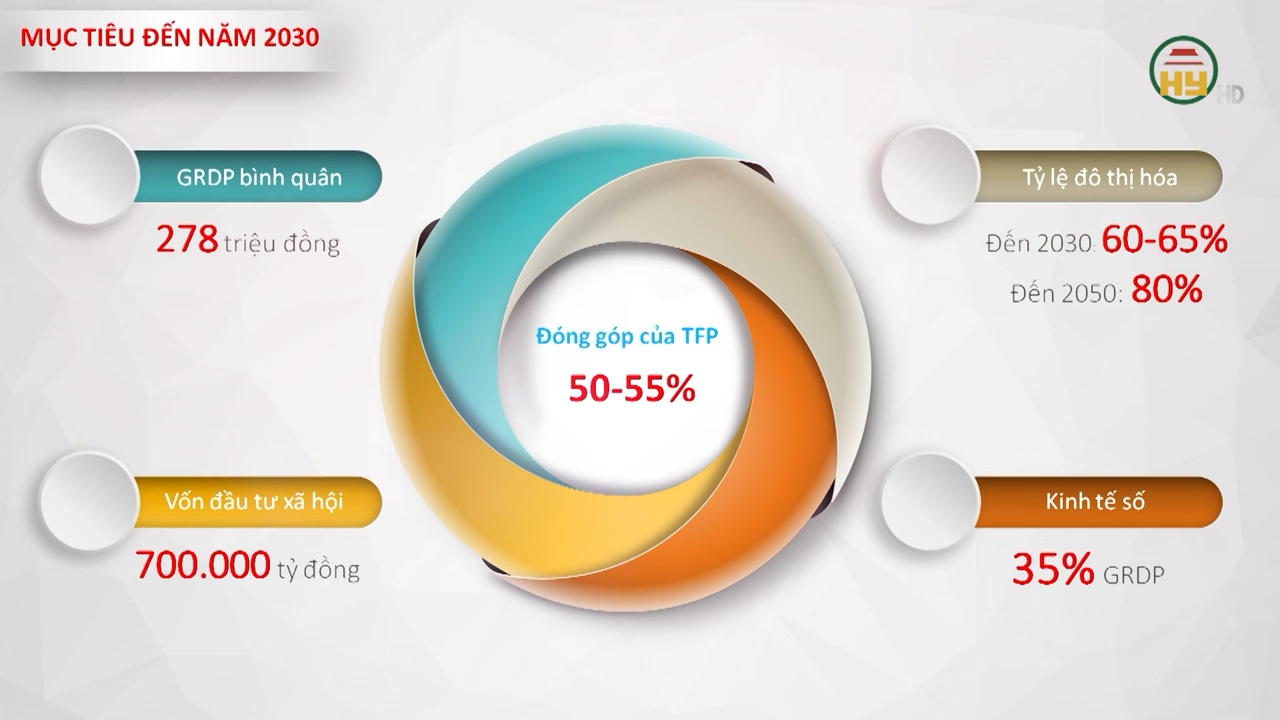 MỤC TIÊU ĐẾN NĂM 2030
HY HD
GRDP bình quân
278 triệu đồng
Tỷ lệ đô thị hóa
Đến 2030: 60-65%
Đến 2050: 80%
Đóng góp của TFP
50-55%
Vốn đầu tư xã hội
700.000 tỷ đồng
Kinh tế số
35% GRDP